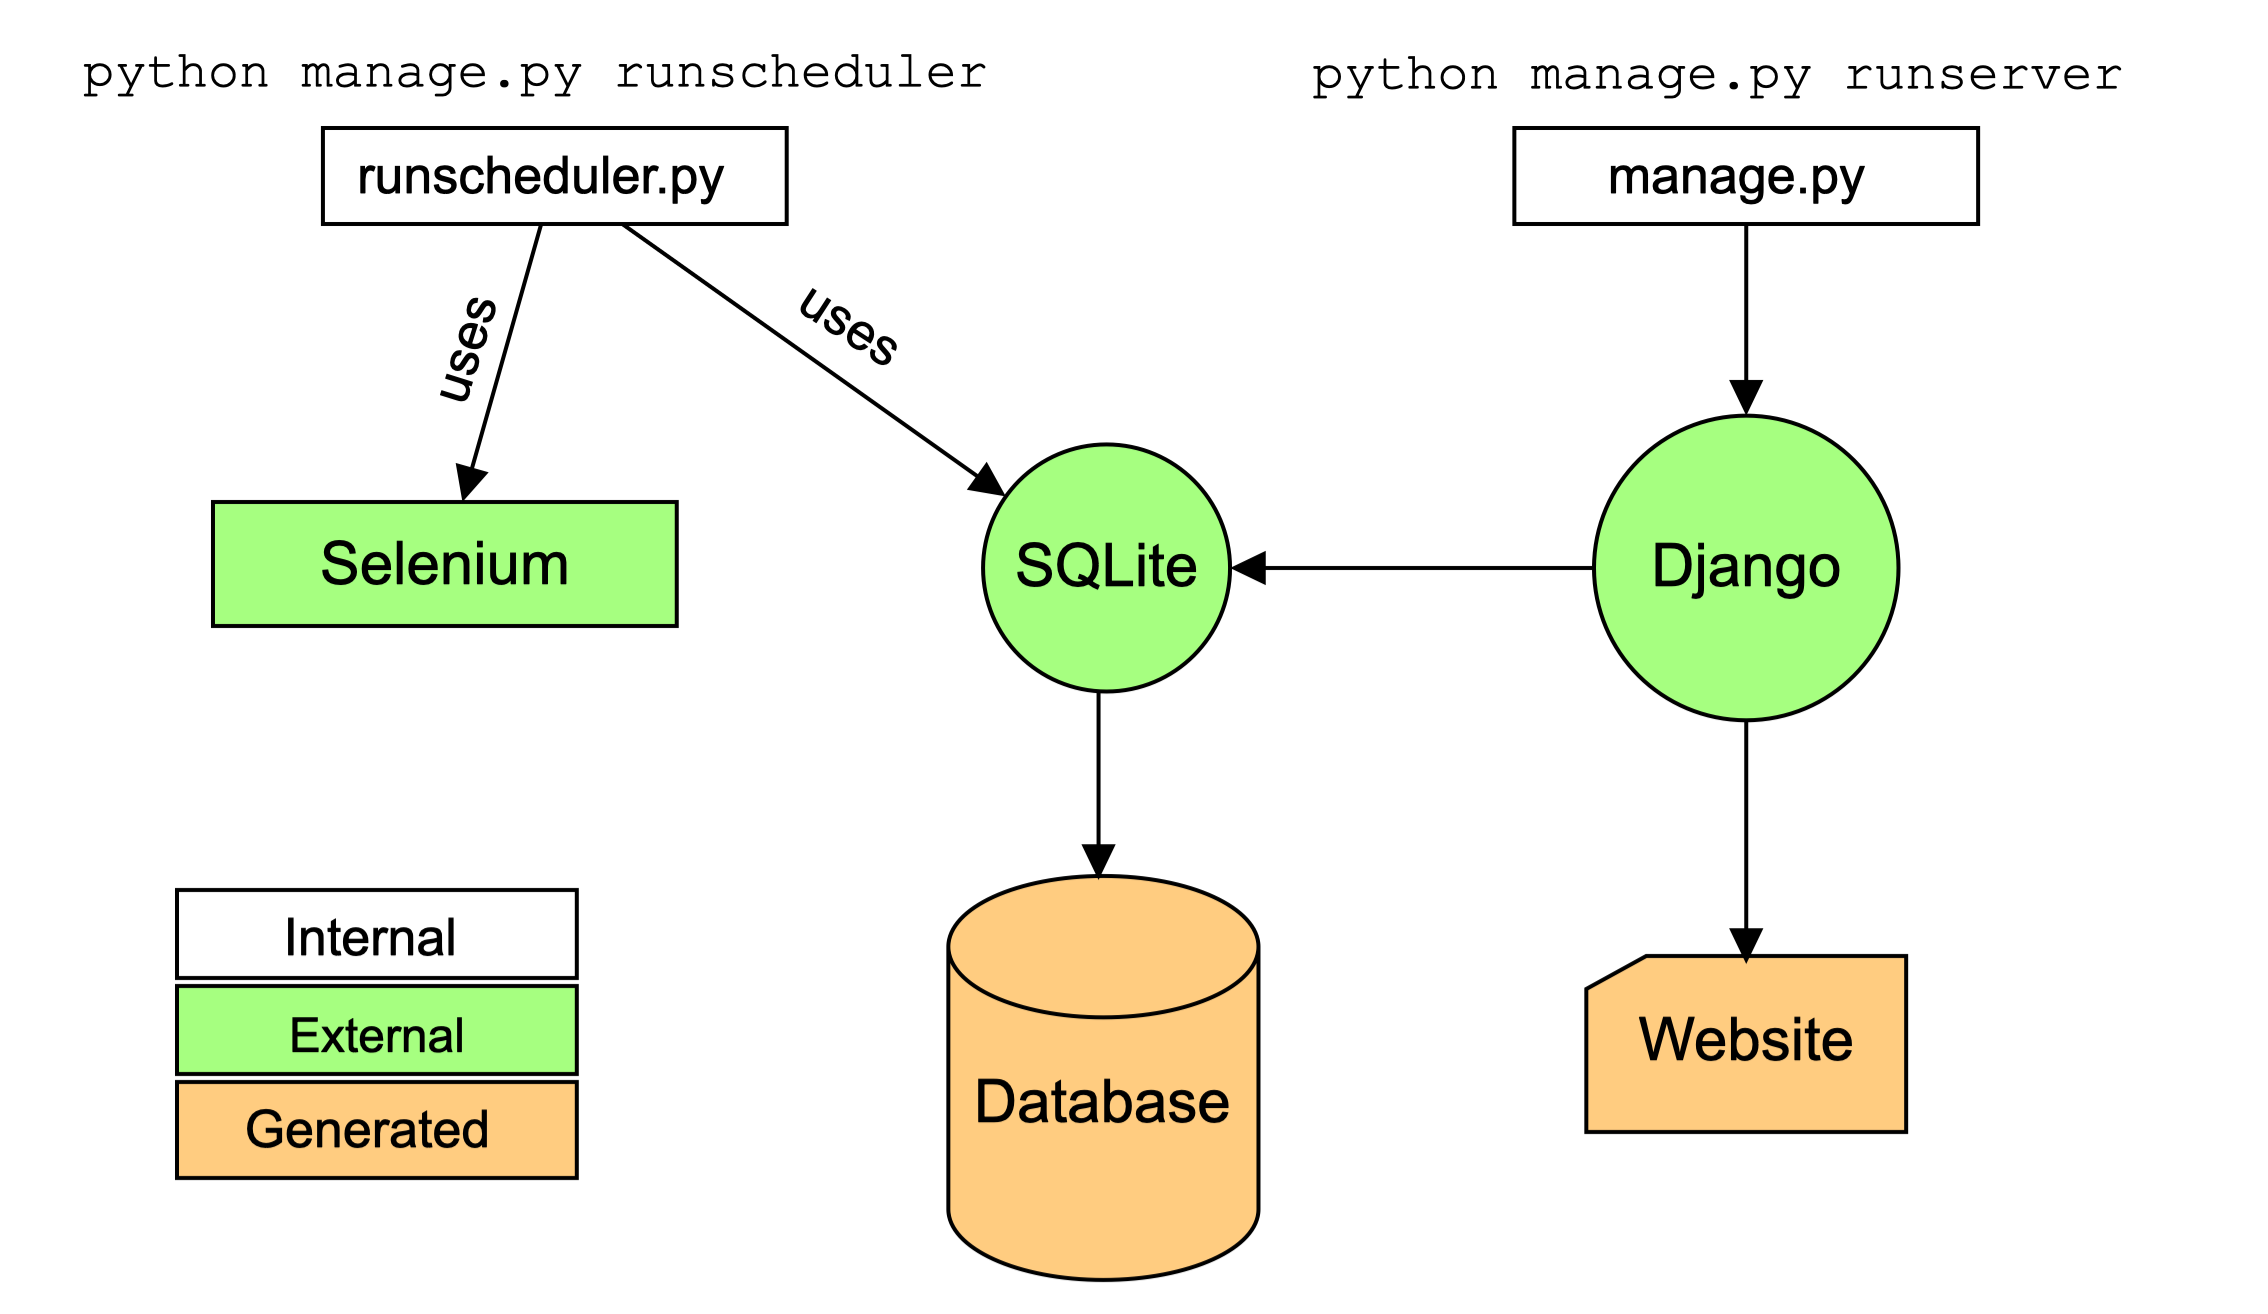 python manage.py runscheduler
python manage.py runserver
runscheduler.py
manage.py
uses
uses
Selenium
SQLite
Django
Internal
External
Generated
Database
Website